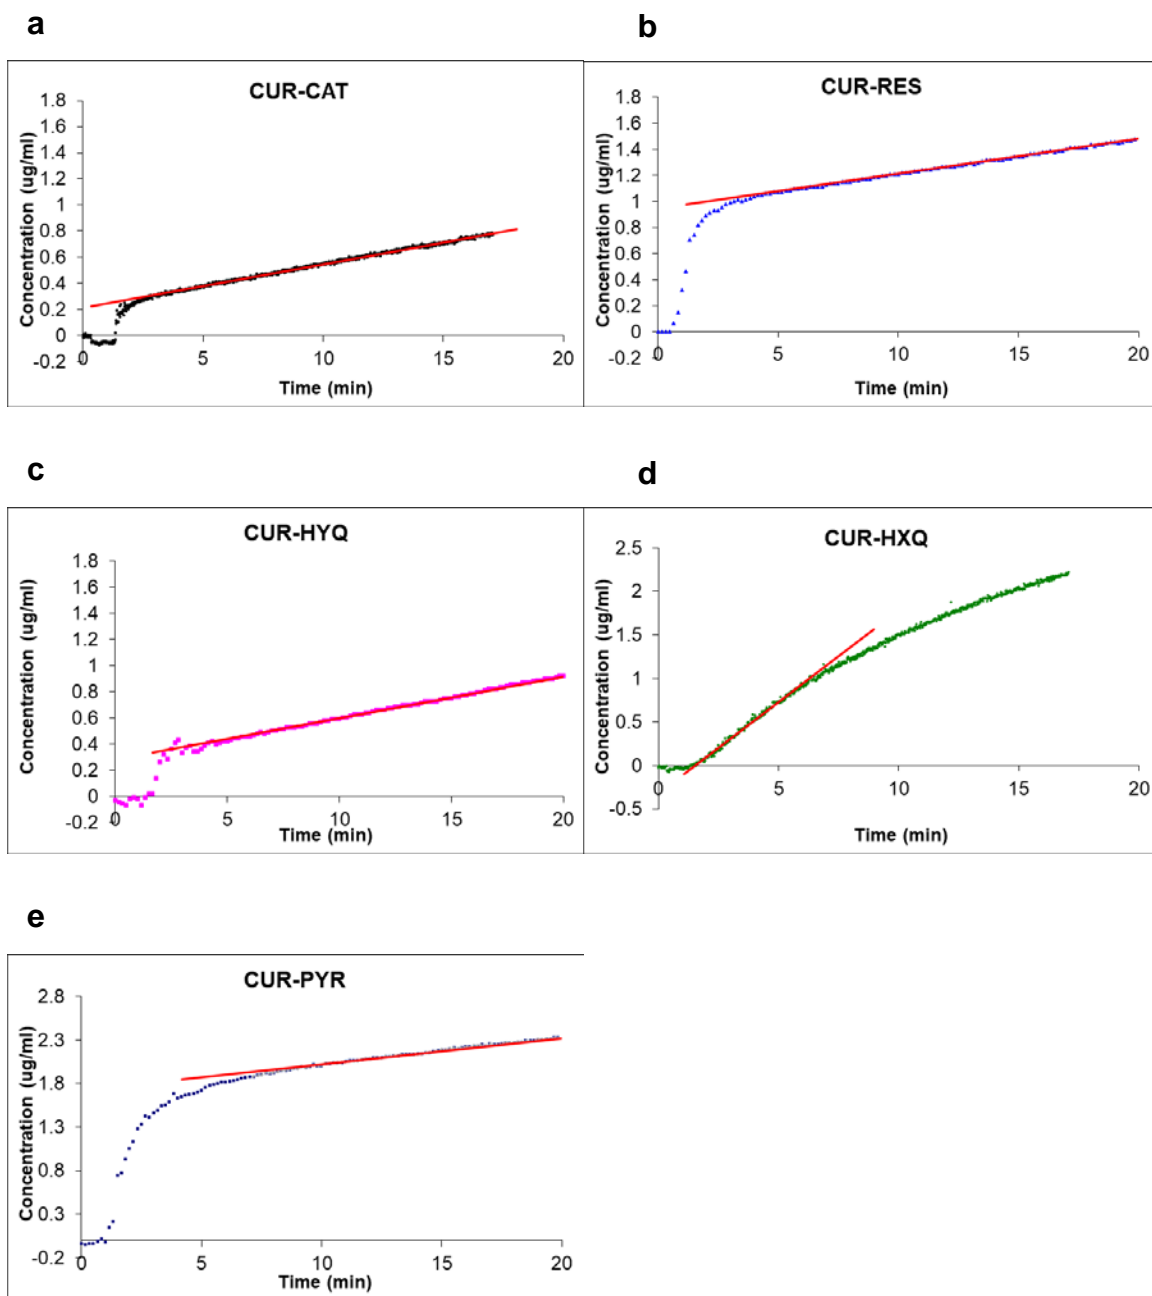 a
CUR-CAT
Concentration (ug/ml)
1.8
1.6
1.4
1.2
1
0.8
0.6
0.4
0.2
0
-0.2
0 5 10 15 20
Time (min)
b
CUR-RES
Concentration (ug/ml)
1.8
1.6
1.4
1.2
1
0.8
0.6
0.4
0.2
0
-0.2
0 5 10 15 20
Time (min)
c
CUR-HYQ
Concentration (ug/ml)
1.8
1.6
1.4
1.2
1
0.8
0.6
0.4
0.2
0
-0.2
0 5 10 15 20
Time (min)
d
CUR-HXQ
Concentration (ug/ml)
2.5
2
1.5
1
0.5
0
-0.5
0 5 10 15 20
Time (min)
e
CUR-PYR
Concentration (ug/ml)
2.8
2.3
1.8
1.3
0.8
0.3
-0.2
0 5 10 15 20
Time (min)